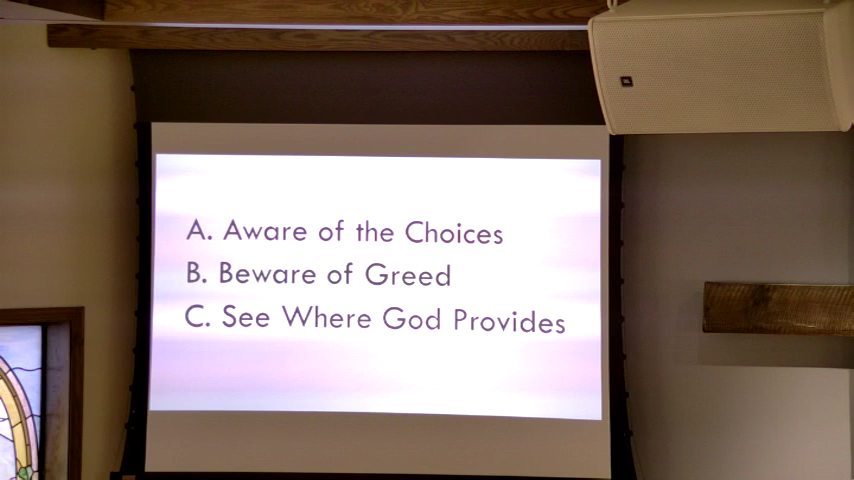 A. Aware of the Choices
B. Beware of Greed
C. See Where God Provides